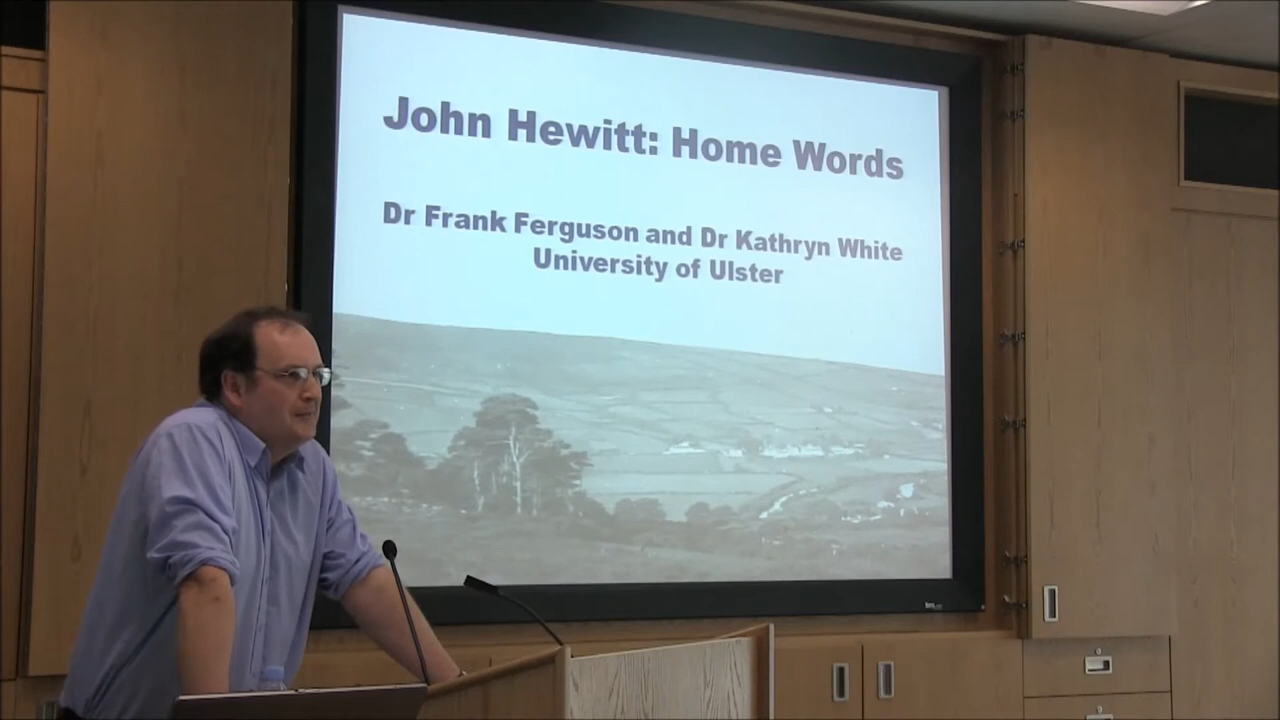 John Hewitt: Home Words
Dr Frank Ferguson and Dr Kathryn White
University of Ulster